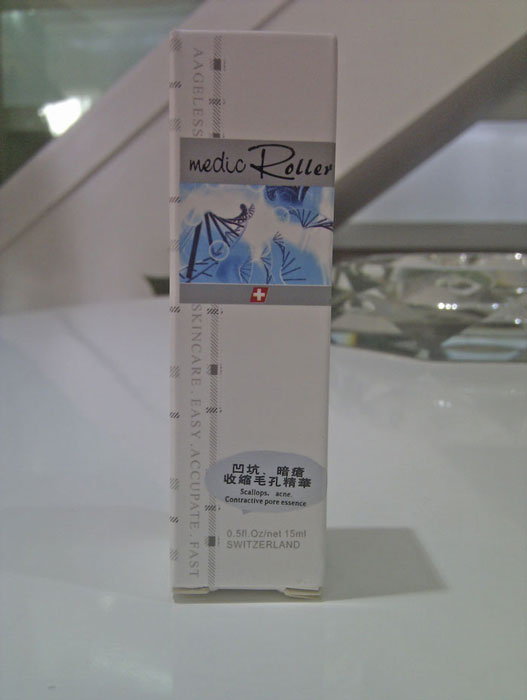 AAGELESS
SKINCARE . EASY . ACCUPATE . FAST
medic Roller
凹坑、暗瘡
收縮毛孔精華
Scallops, acne.
Contractive pore essence
0.5fl.Oz/net 15ml
SWITZERLAND